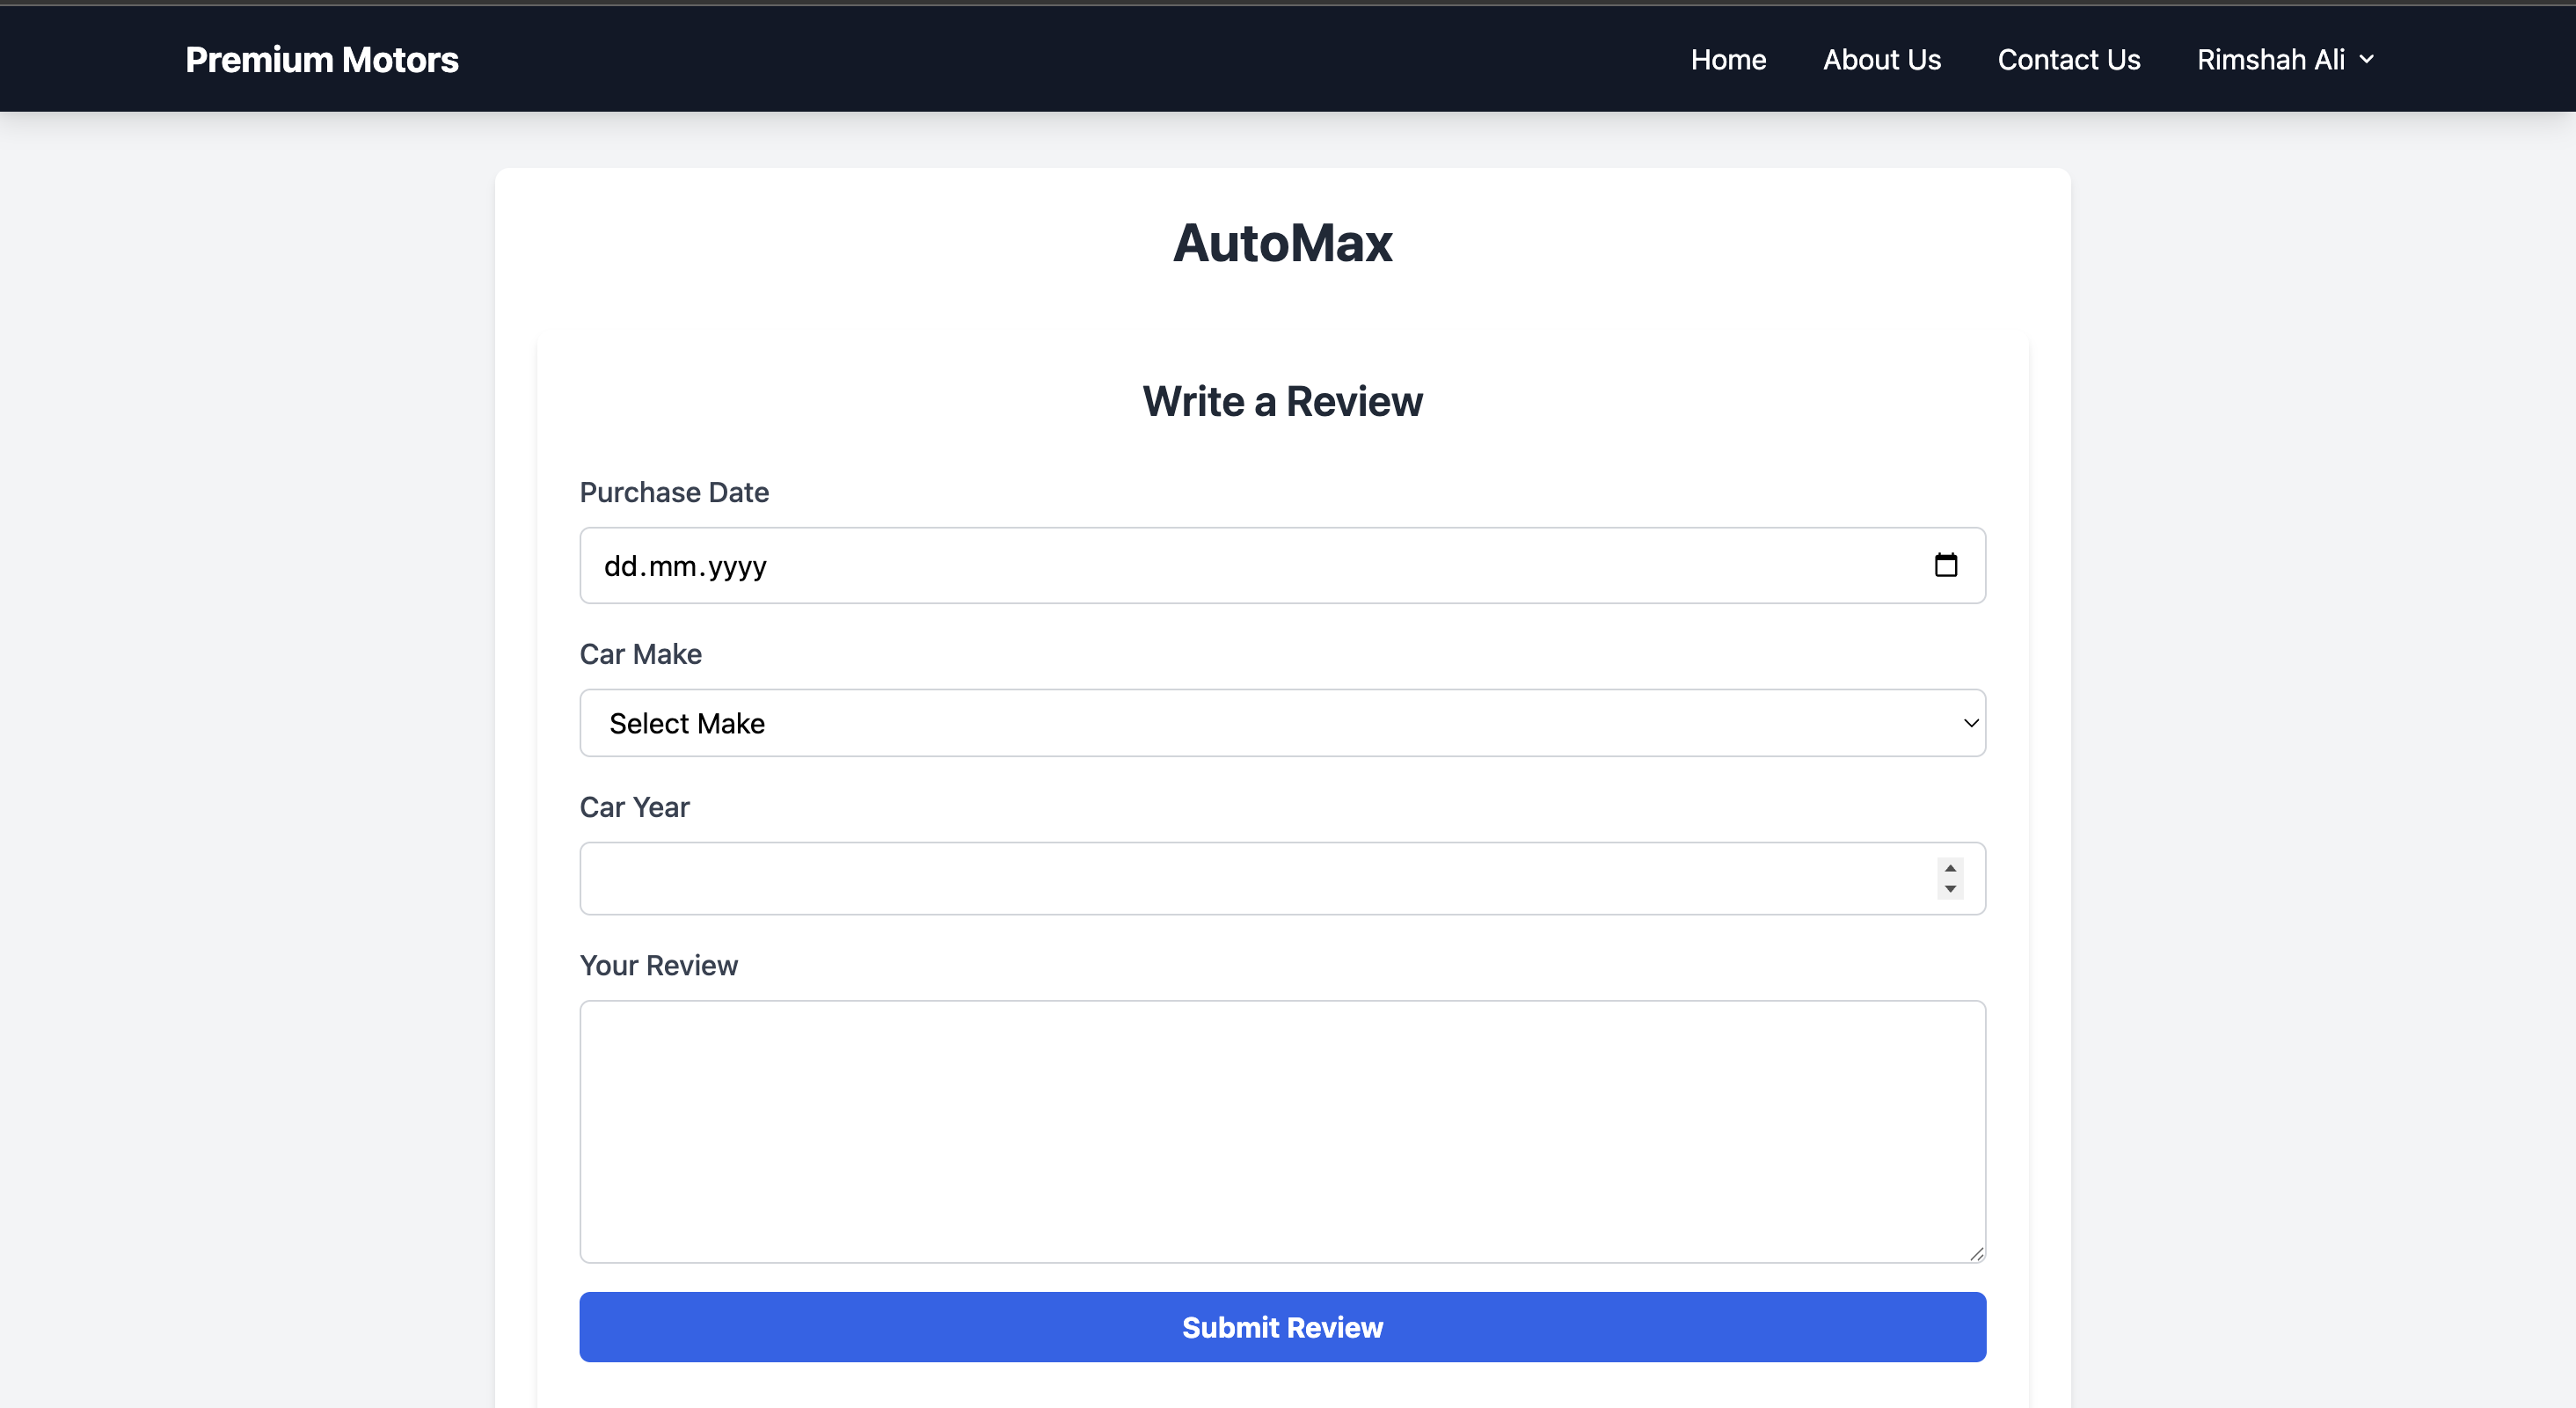 Premium Motors Home About Us Contact Us Rimshah Ali
AutoMax
Write a Review
Purchase Date
dd.mm.yyyy
Car Make
Select Make
Car Year
Your Review
Submit Review